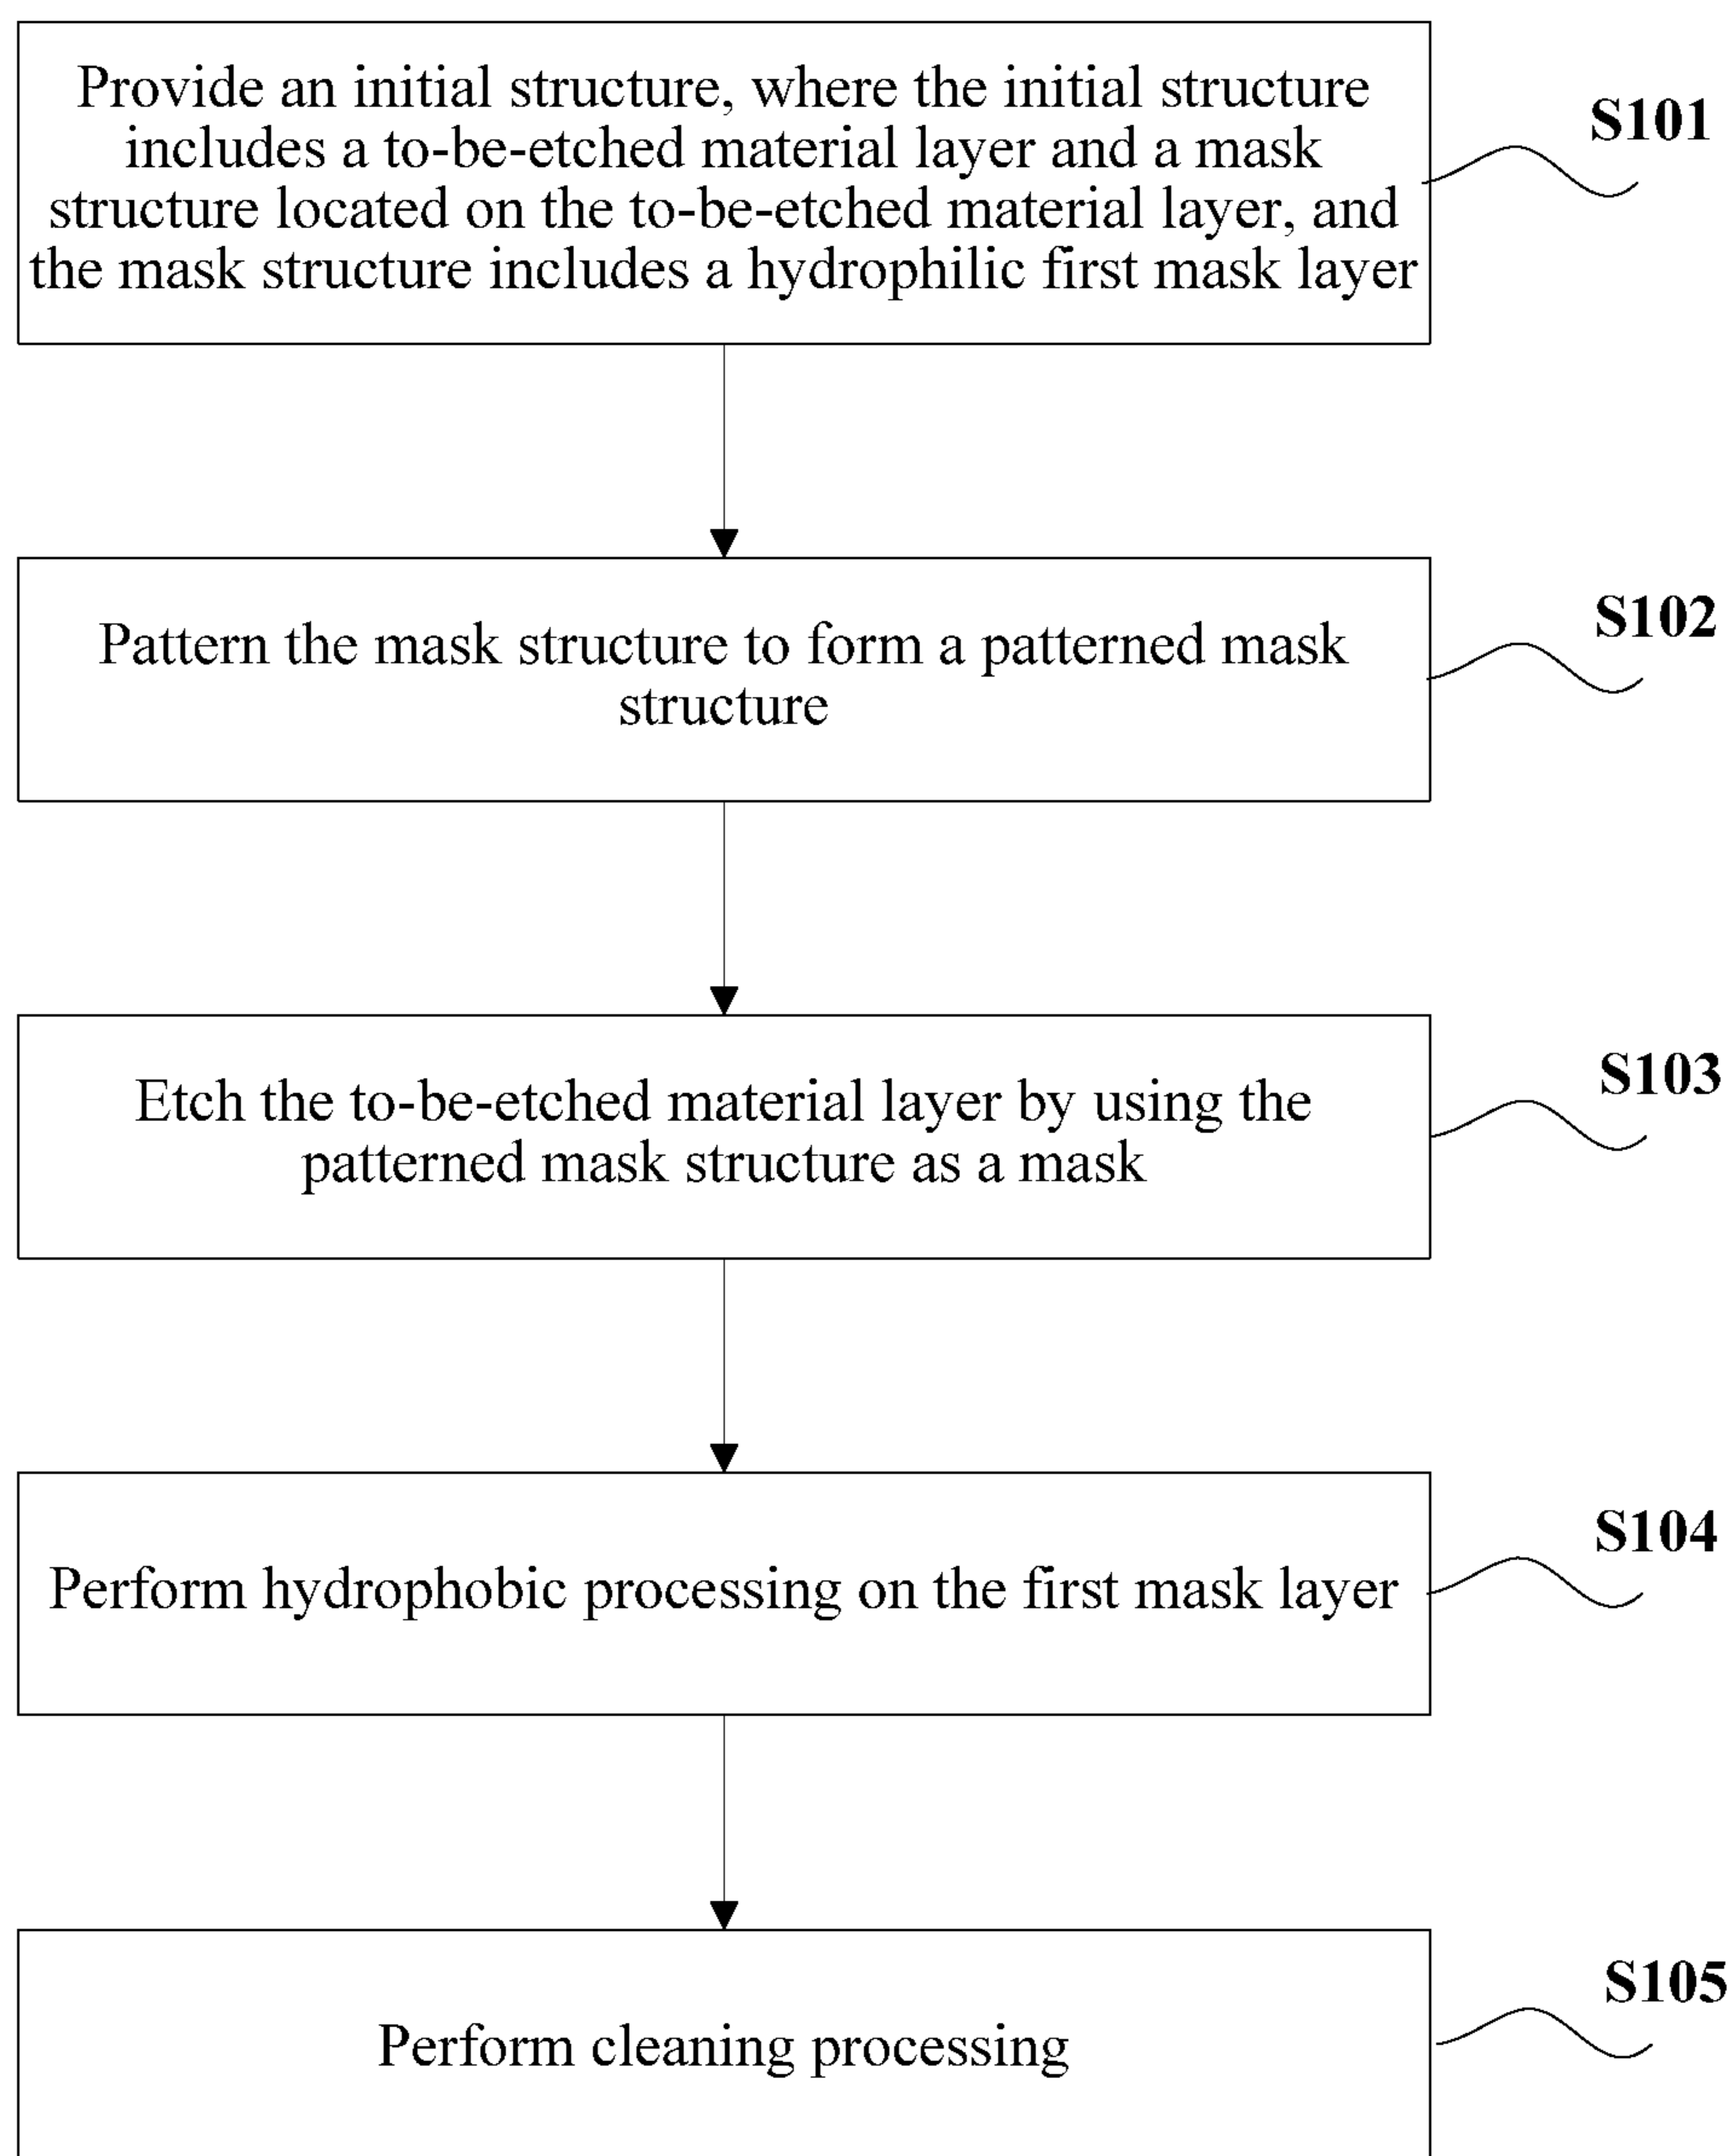 Provide an initial structure, where the initial structure
includes a to-be-etched material layer and a mask
structure located on the to-be-etched material layer, and
the mask structure includes a hydrophilic first mask layer
S101
Pattern the mask structure to form a patterned mask
structure
S102
Etch the to-be-etched material layer by using the
patterned mask structure as a mask
S103
Perform hydrophobic processing on the first mask layer
S104
Perform cleaning processing
S105